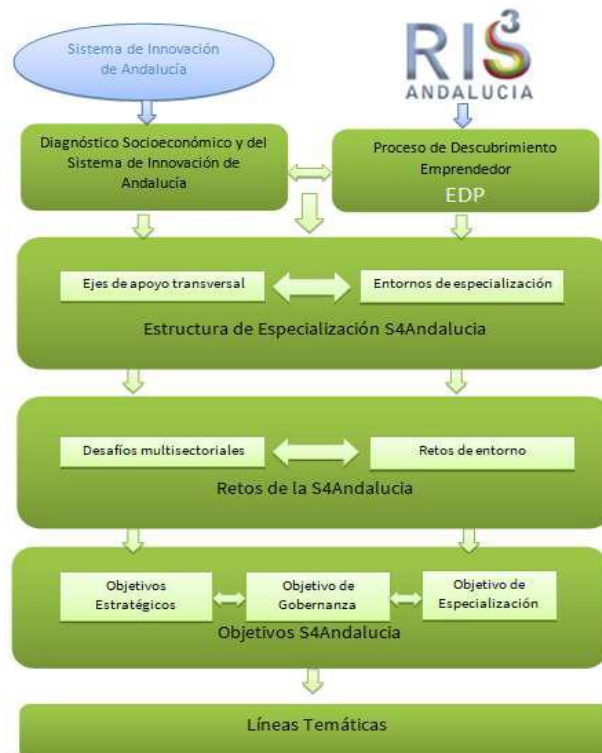 Sistema de Innovación
de Andalucía
RIS3
ANDALUCIA
Diagnóstico Socioeconómico y del
Sistema de Innovación de
Andalucía
Proceso de Descubrimiento
Emprendedor
EDP
Ejes de apoyo transversal
Entornos de especialización
Estructura de Especialización S4Andalucia
Desafíos multisectoriales
Retos de entorno
Retos de la S4Andalucia
Objetivos
Estratégicos
Objetivo de
Gobernanza
Objetivo de
Especialización
Objetivos S4Andalucia
Líneas Temáticas